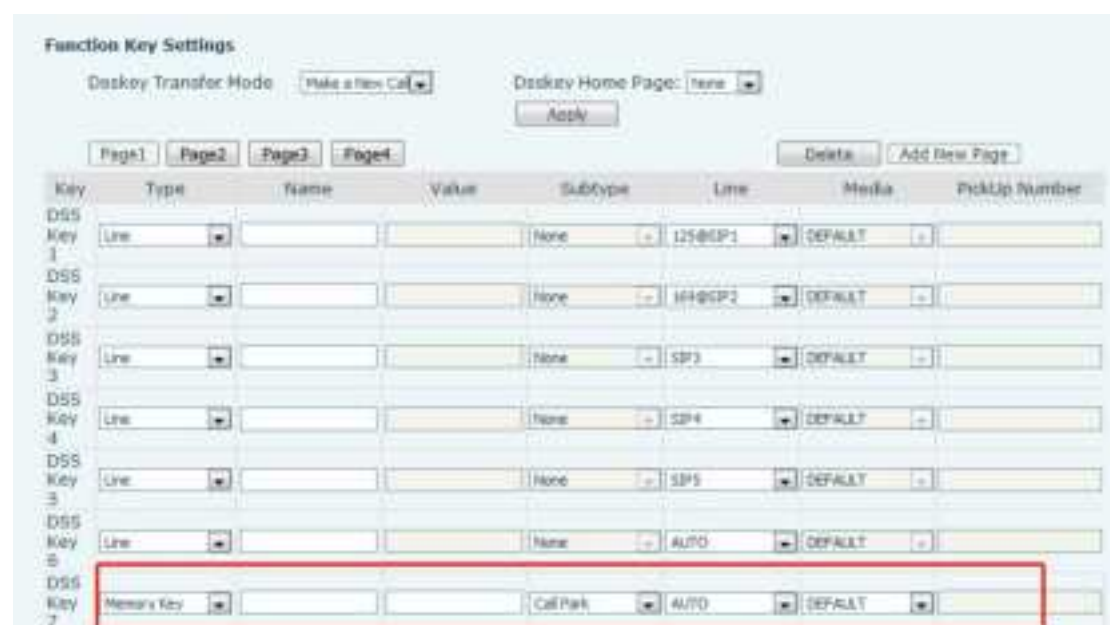 Function Key Settings
Dsskey Transfer Mode Make a New Call Dsskey Home Page: None
Apply
Page1 Page2 Page3 Page4 Delete Add New Page
Key Type Name Value Subtype Line Media PickUp Number
DSS Key 1 Line None 125@SIP1 DEFAULT
DSS Key 2 Line None 169@SIP2 DEFAULT
DSS Key 3 Line None SIP3 DEFAULT
DSS Key 4 Line None SIP4 DEFAULT
DSS Key 5 Line None SIP5 DEFAULT
DSS Key 6 Line None AUTO DEFAULT
DSS Key 7 Memory Key Call Park AUTO DEFAULT